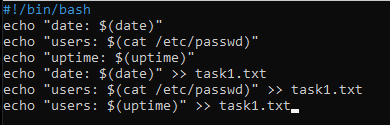 #!/bin/bash
echo "date: $(date)"
echo "users: $(cat /etc/passwd)"
echo "uptime: $(uptime)"
echo "date: $(date)" >> task1.txt
echo "users: $(cat /etc/passwd)" >> task1.txt
echo "users: $(uptime)" >> task1.txt